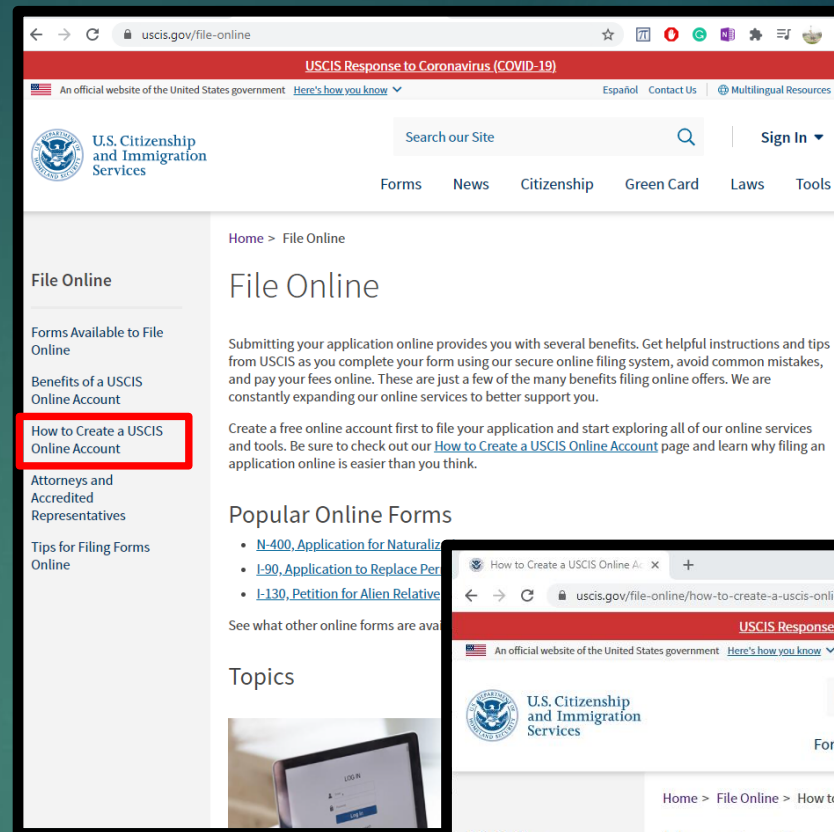 uscis.gov/file-online
USCIS Response to Coronavirus (COVID-19)
An official website of the United States government Here's how you know
Español Contact Us Multilingual Resources
U.S. Citizenship
and Immigration
Services
Search our Site
Sign In
Forms News Citizenship Green Card Laws Tools
Home > File Online
File Online
Forms Available to File
Online
Benefits of a USCIS
Online Account
How to Create a USCIS
Online Account
Attorneys and
Accredited
Representatives
Tips for Filing Forms
Online
File Online
Submitting your application online provides you with several benefits. Get helpful instructions and tips
from USCIS as you complete your form using our secure online filing system, avoid common mistakes,
and pay your fees online. These are just a few of the many benefits filing online offers. We are
constantly expanding our online services to better support you.
Create a free online account first to file your application and start exploring all of our online services
and tools. Be sure to check out our How to Create a USCIS Online Account page and learn why filing an
application online is easier than you think.
Popular Online Forms
N-400, Application for Naturaliz
I-90, Application to Replace Per
I-130, Petition for Alien Relative
See what other online forms are avai
Topics
LOG IN
Log In
How to Create a USCIS Online Ac
uscis.gov/file-online/how-to-create-a-uscis-onli
USCIS Response
An official website of the United States government Here's how you know
U.S. Citizenship
and Immigration
Services
For
Home > File Online > How to